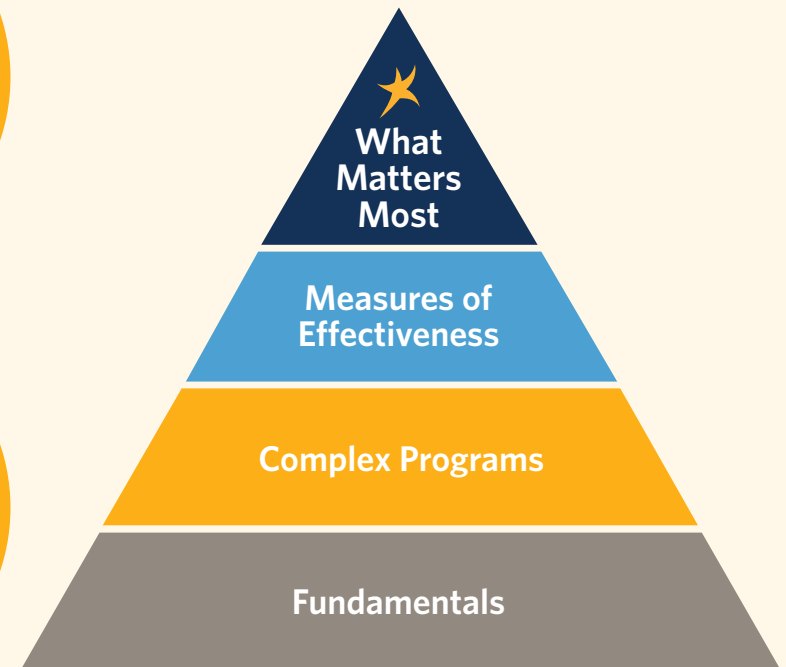 What
Matters
Most
Measures of
Effectiveness
Complex Programs
Fundamentals